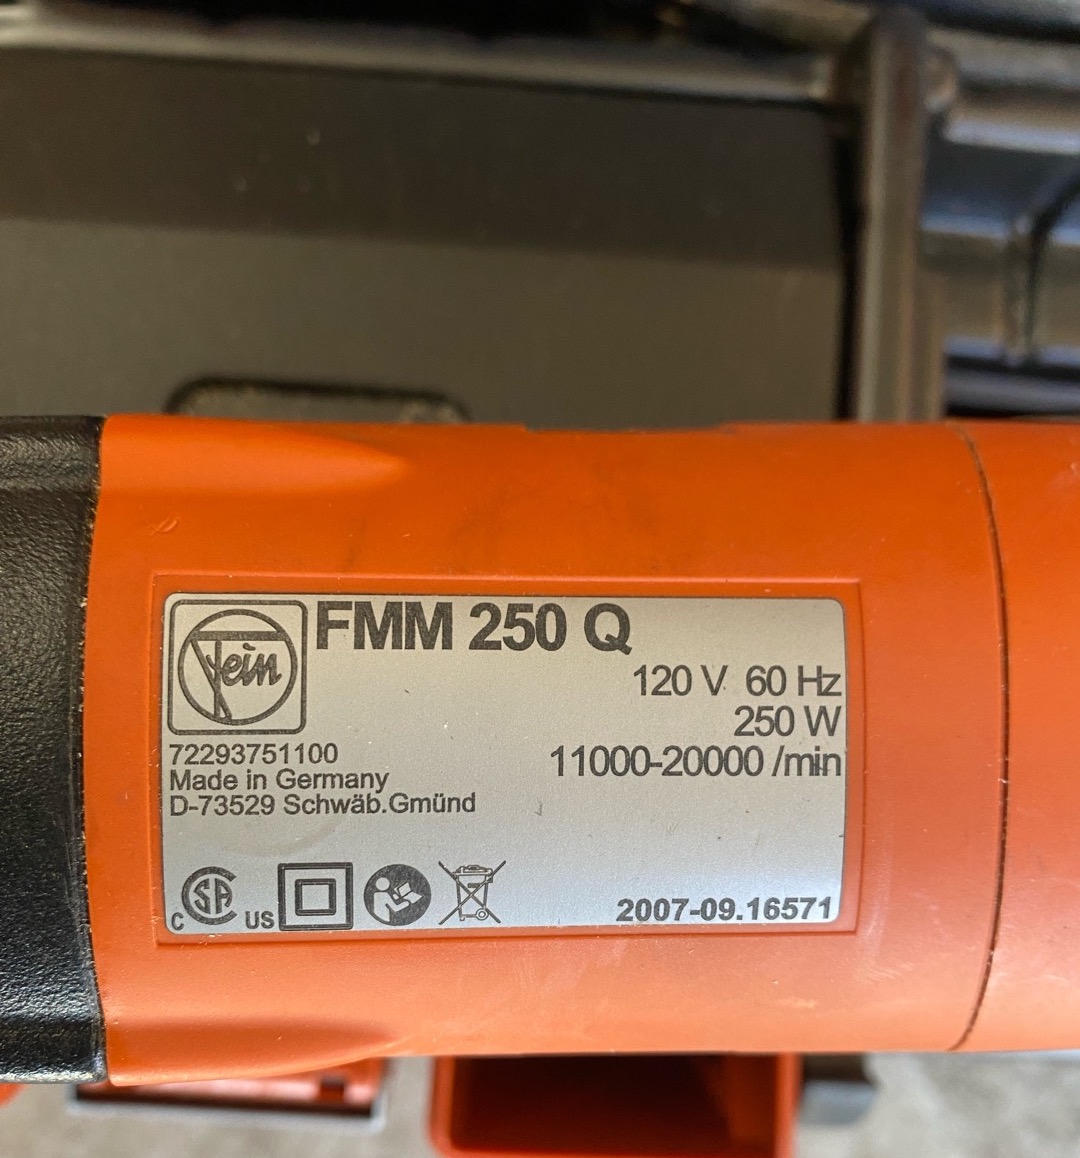 Fein
FMM 250 Q
120 V 60 Hz
250 W
11000-20000 /min
72293751100
Made in Germany
D-73529 Schwäb.Gmünd
C SA US
2007-09.16571